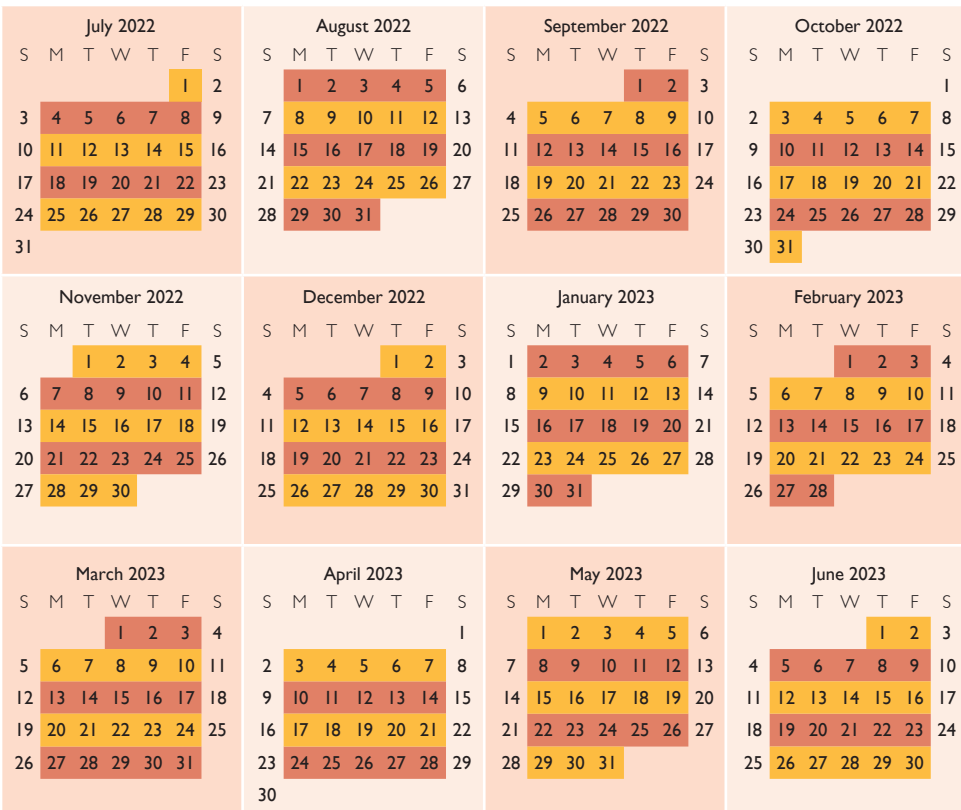 July 2022
S M T W T F S
1 2
3 4 5 6 7 8 9
10 11 12 13 14 15 16
17 18 19 20 21 22 23
24 25 26 27 28 29 30
31
August 2022
S M T W T F S
1 2 3 4 5 6
7 8 9 10 11 12 13
14 15 16 17 18 19 20
21 22 23 24 25 26 27
28 29 30 31
September 2022
S M T W T F S
1 2 3
4 5 6 7 8 9 10
11 12 13 14 15 16 17
18 19 20 21 22 23 24
25 26 27 28 29 30
October 2022
S M T W T F S
1
2 3 4 5 6 7 8
9 10 11 12 13 14 15
16 17 18 19 20 21 22
23 24 25 26 27 28 29
30 31
November 2022
S M T W T F S
1 2 3 4 5
6 7 8 9 10 11 12
13 14 15 16 17 18 19
20 21 22 23 24 25 26
27 28 29 30
December 2022
S M T W T F S
1 2 3
4 5 6 7 8 9 10
11 12 13 14 15 16 17
18 19 20 21 22 23 24
25 26 27 28 29 30 31
January 2023
S M T W T F S
1 2 3 4 5 6 7
8 9 10 11 12 13 14
15 16 17 18 19 20 21
22 23 24 25 26 27 28
29 30 31
February 2023
S M T W T F S
1 2 3 4
5 6 7 8 9 10 11
12 13 14 15 16 17 18
19 20 21 22 23 24 25
26 27 28
March 2023
S M T W T F S
1 2 3 4
5 6 7 8 9 10 11
12 13 14 15 16 17 18
19 20 21 22 23 24 25
26 27 28 29 30 31
April 2023
S M T W T F S
1
2 3 4 5 6 7 8
9 10 11 12 13 14 15
16 17 18 19 20 21 22
23 24 25 26 27 28 29
30
May 2023
S M T W T F S
1 2 3 4 5 6
7 8 9 10 11 12 13
14 15 16 17 18 19 20
21 22 23 24 25 26 27
28 29 30 31
June 2023
S M T W T F S
1 2 3
4 5 6 7 8 9 10
11 12 13 14 15 16 17
18 19 20 21 22 23 24
25 26 27 28 29 30